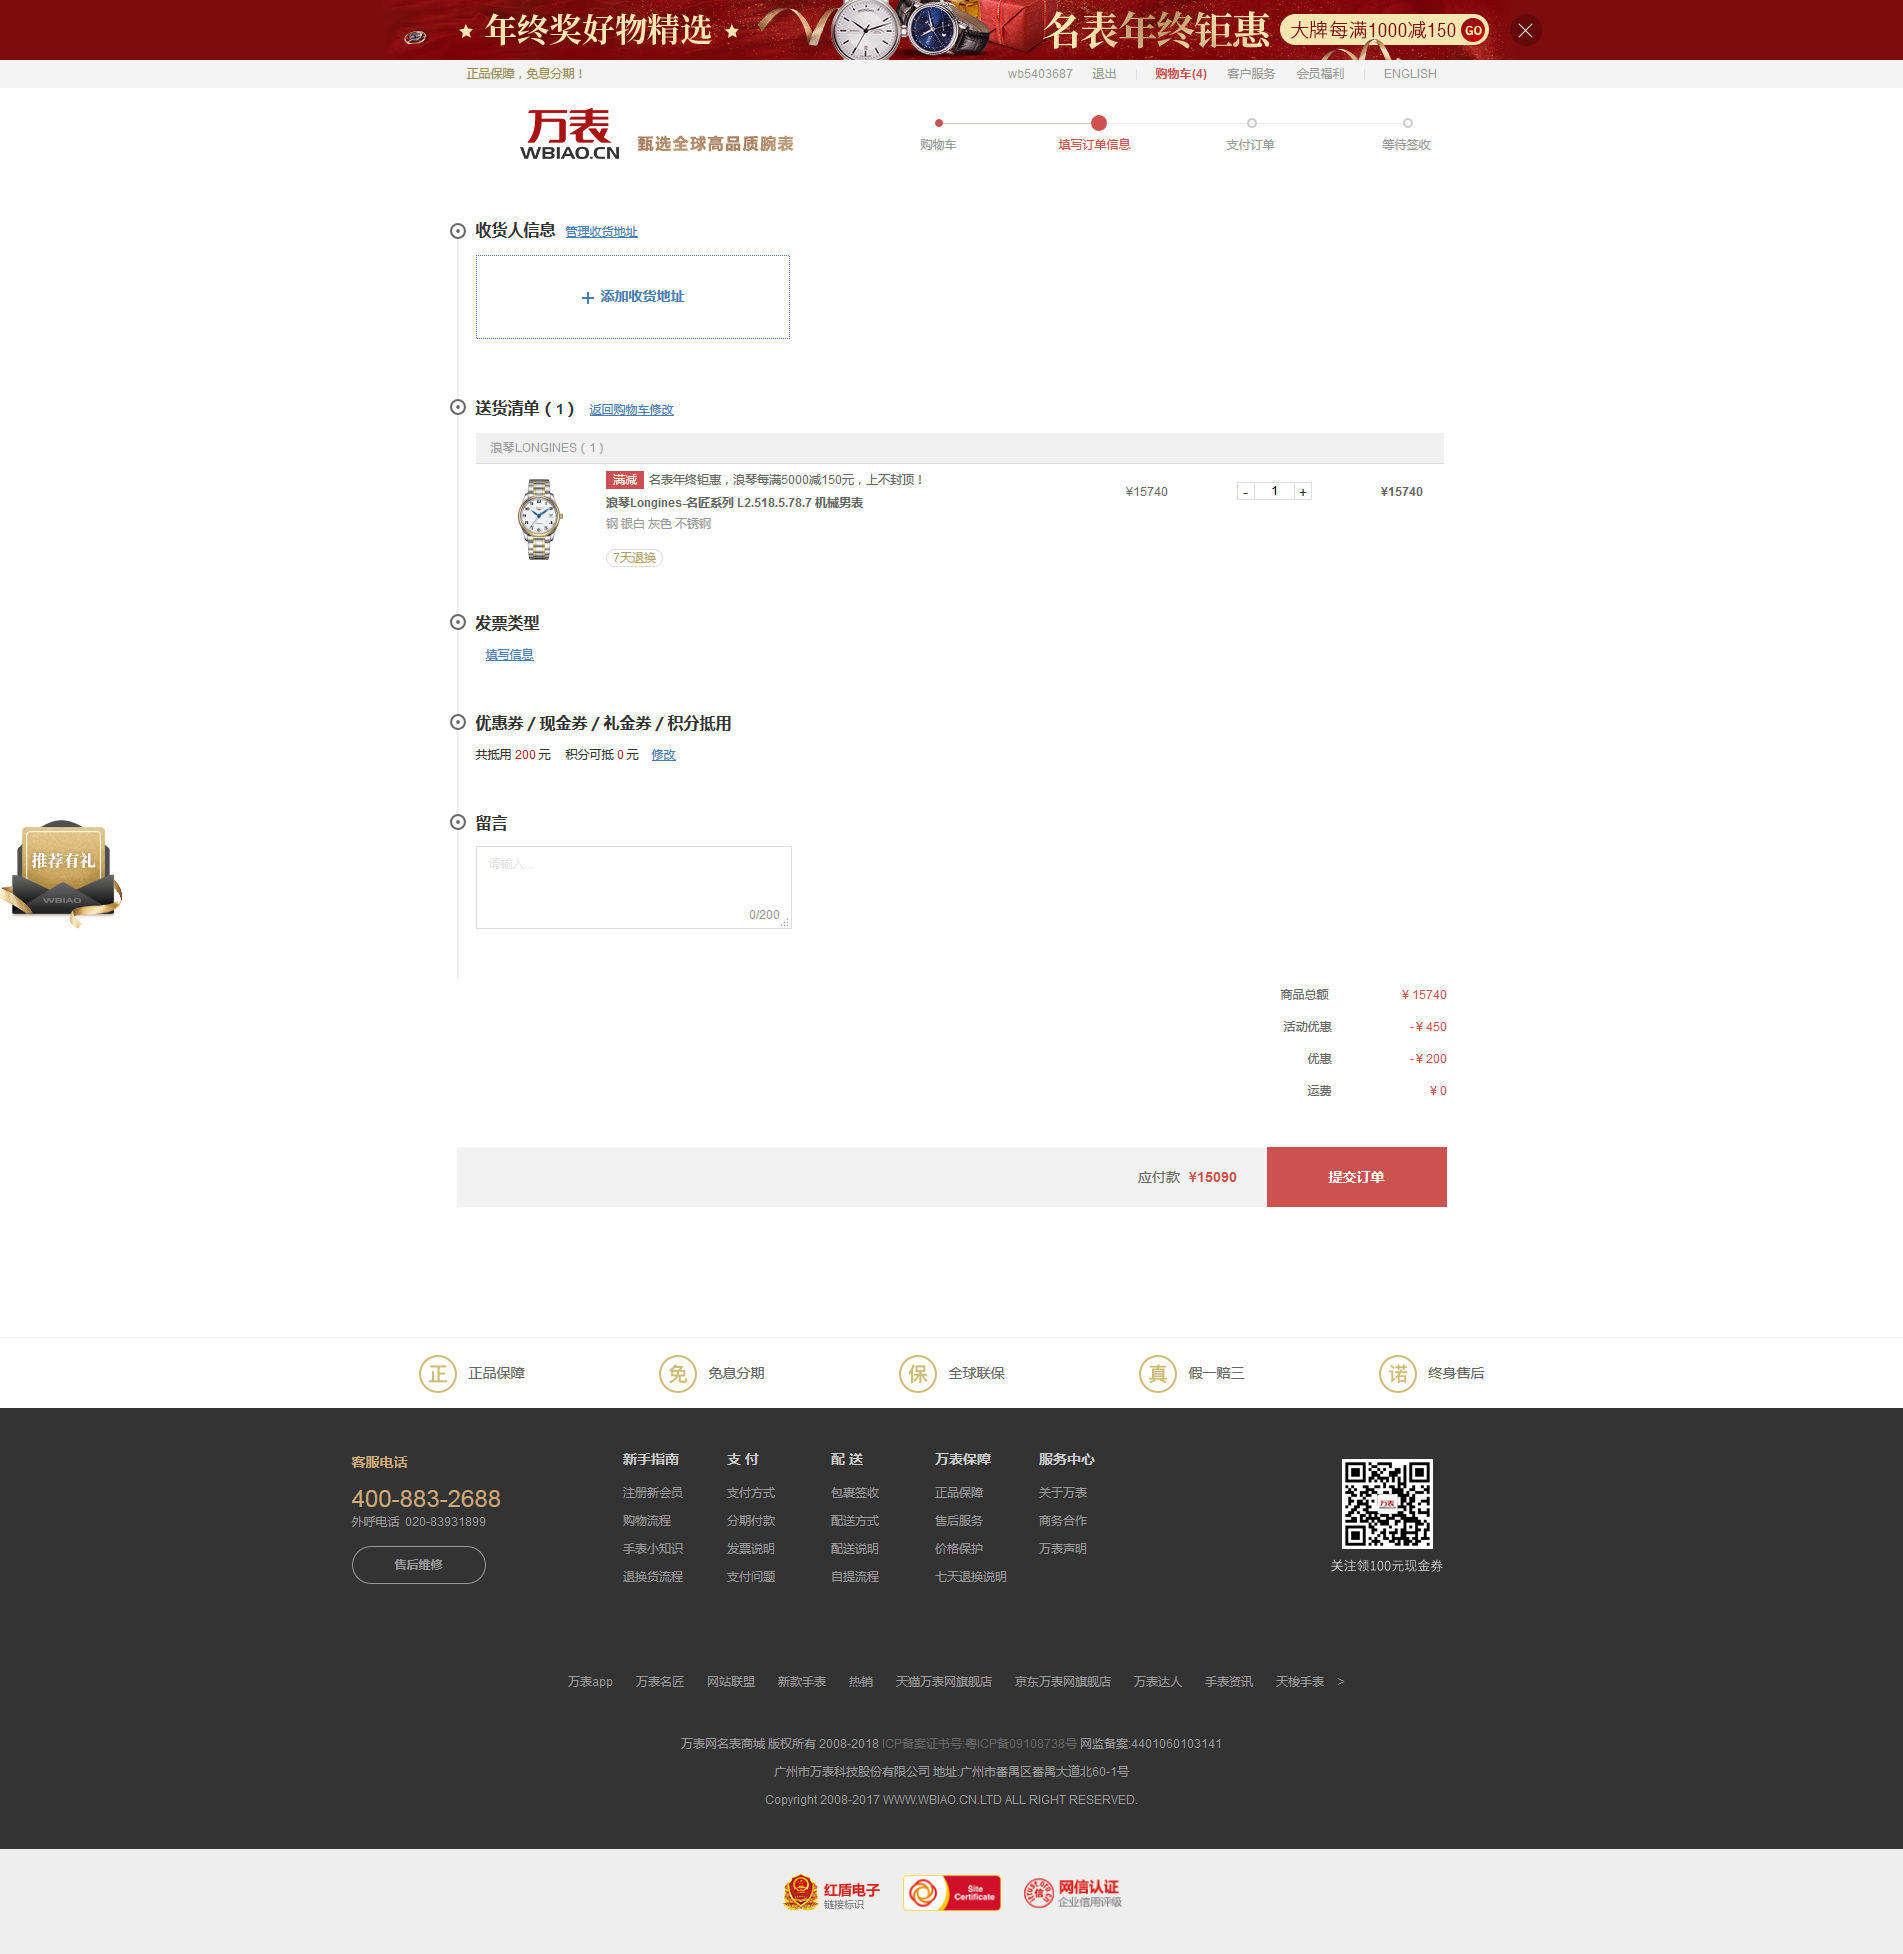 年终奖好物精选
名表年终钜惠
大牌每满1000减150 GO
正品保障，免息分期！
wb5403687 退出 购物车(4) 客户服务 会员福利 ENGLISH
万表
WBIAO.CN
甄选全球高品质腕表
购物车 填写订单信息 支付订单 等待签收
收货人信息 管理收货地址
添加收货地址
送货清单（1） 返回购物车修改
浪琴LONGINES（1）
满减 名表年终钜惠，浪琴每满5000减150元，上不封顶！
浪琴Longines-名匠系列 L2.518.5.78.7 机械男表
¥15740 - 1 + ¥15740
钢 银白 灰色 不锈钢
7天退换
发票类型
填写信息
优惠券 / 现金券 / 礼金券 / 积分抵用
共抵用 200 元 积分可抵 0 元 修改
留言
推荐有礼
WBIAO
请输入...
0/200
商品总额 ¥ 15740
活动优惠 -¥ 450
优惠 -¥ 200
运费 ¥ 0
应付款 ¥15090 提交订单
正 正品保障 免 免息分期 保 全球联保 真 假一赔三 诺 终身售后
客服电话
400-883-2688
外呼电话 020-83931899
售后维修
新手指南 支 付 配 送 万表保障 服务中心
注册新会员 支付方式 包裹签收 正品保障 关于万表
购物流程 分期付款 配送方式 售后服务 商务合作
手表小知识 发票说明 配送说明 价格保护 万表声明
退换货流程 支付问题 自提流程 七天退换说明
万表
关注领100元现金券
万表app 万表名匠 网站联盟 新款手表 热销 天猫万表网旗舰店 京东万表网旗舰店 万表达人 手表资讯 天梭手表 >
万表网名表商城 版权所有 2008-2018 ICP备案证书号:粤ICP备09108738号 网监备案:4401060103141
广州市万表科技股份有限公司 地址:广州市番禺区番禺大道北60-1号
Copyright 2008-2017 WWW.WBIAO.CN.LTD ALL RIGHT RESERVED.
红盾电子
链接标识
Site
Certificate
信
网信认证
企业信用评级